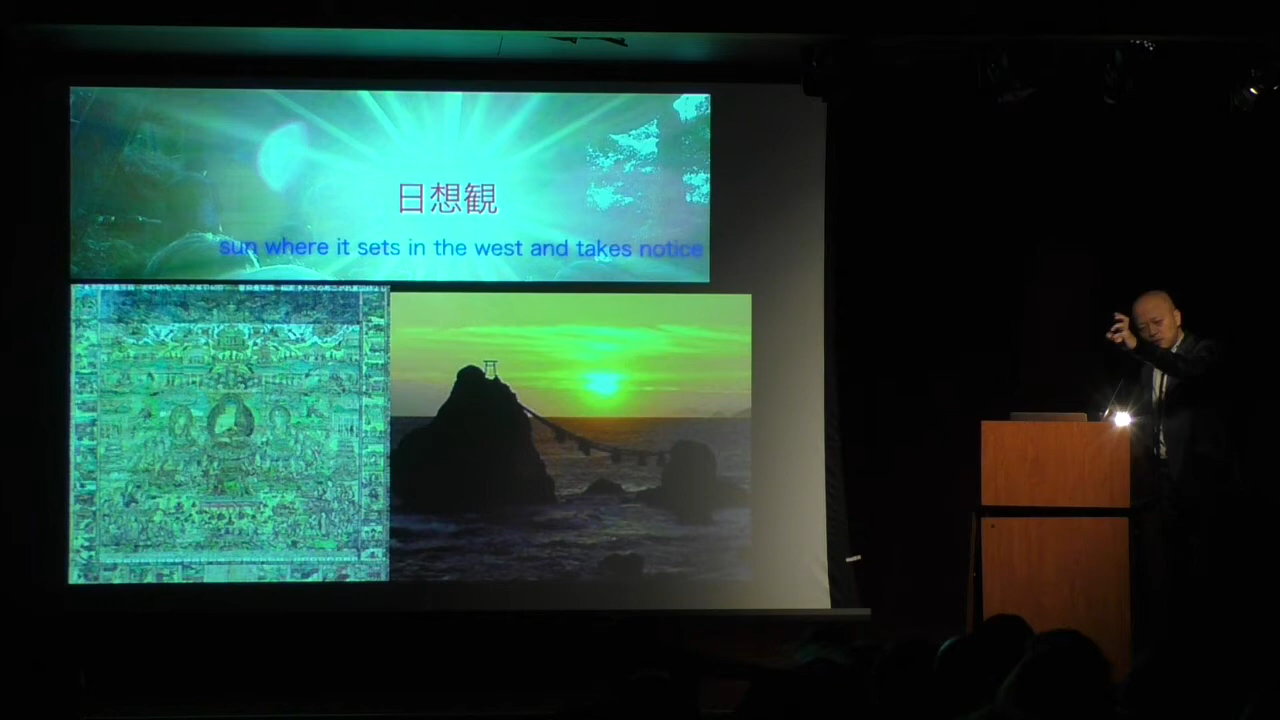 日想観
sun where it sets in the west and takes notice